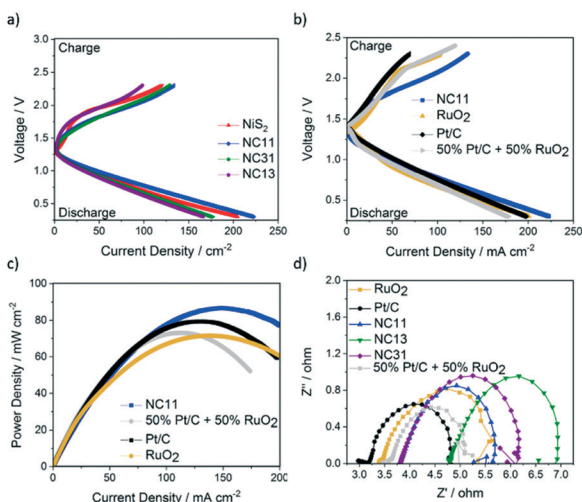 a)
3.0
2.5
2.0
1.5
1.0
0.5
Charge
Discharge
Voltage / V
NiS2
NC11
NC31
NC13
0 50 100 150 200 250
Current Density / cm-2
b)
Charge
2.0
1.5
1.0
0.5
Discharge
Voltage / V
NC11
RuO2
Pt/C
50% Pt/C + 50% RuO2
0 50 100 150 200 250
Current Density / mA cm-2
c)
100
80
60
40
20
0
Power Density / mW cm-2
NC11
50% Pt/C + 50% RuO2
Pt/C
RuO2
0 50 100 150 200
Current Density / mA cm-2
d)
2.0
1.6
1.2
0.8
0.4
0.0
Z" / ohm
RuO2
Pt/C
NC11
NC13
NC31
50% Pt/C + 50% RuO2
3.0 3.5 4.0 4.5 5.0 5.5 6.0 6.5 7.0
Z' / ohm